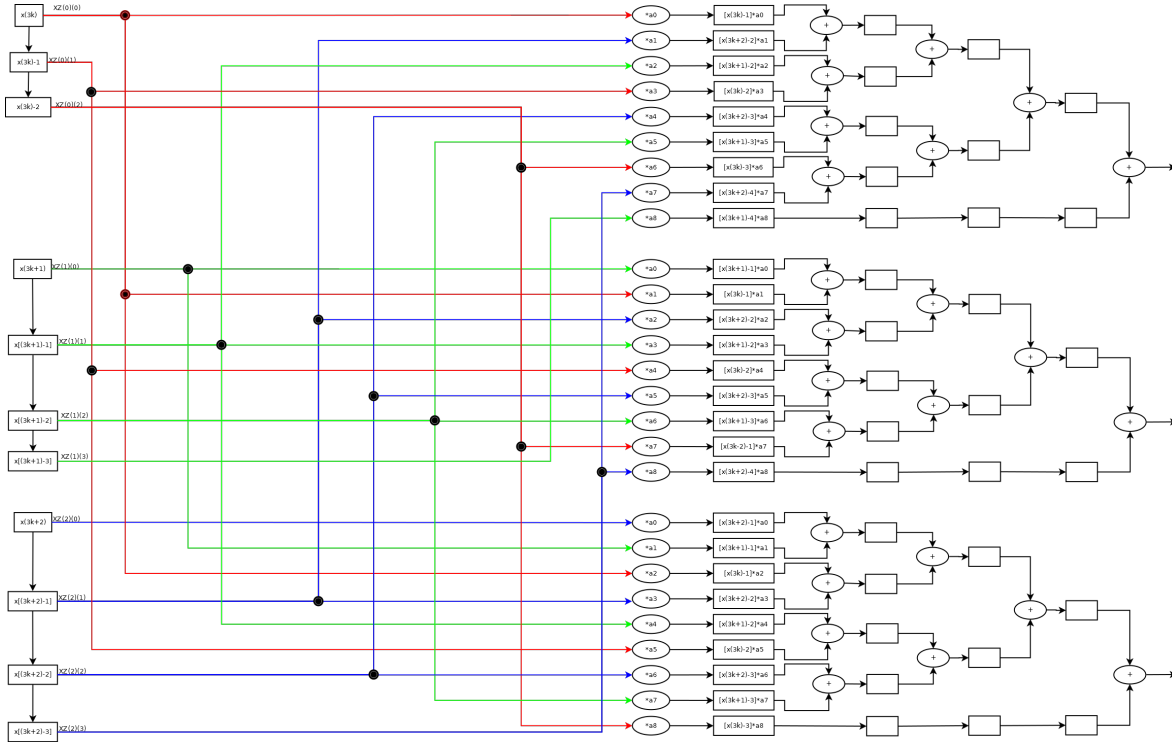 x(3k)
XZ(0)(0)
*a0
[x(3k)-1]*a0
+
*a1
[x(3k+2)-2]*a1
+
x(3k)-1
XZ(0)(1)
*a2
[x(3k+1)-2]*a2
+
*a3
[x(3k)-2]*a3
+
x(3k)-2
XZ(0)(2)
*a4
[x(3k+2)-3]*a4
+
*a5
[x(3k+1)-3]*a5
+
*a6
[x(3k)-3]*a6
+
+
*a7
[x(3k+2)-4]*a7
*a8
[x(3k+1)-4]*a8
x(3k+1)
XZ(1)(0)
*a0
[x(3k+1)-1]*a0
+
*a1
[x(3k)-1]*a1
+
*a2
[x(3k+2)-2]*a2
+
x[(3k+1)-1]
XZ(1)(1)
*a3
[x(3k+1)-2]*a3
+
*a4
[x(3k)-2]*a4
+
*a5
[x(3k+2)-3]*a5
+
x[(3k+1)-2]
XZ(1)(2)
*a6
[x(3k+1)-3]*a6
+
+
*a7
[x(3k-2)-1]*a7
x[(3k+1)-3]
XZ(1)(3)
*a8
[x(3k+2)-4]*a8
x(3k+2)
XZ(2)(0)
*a0
[x(3k+2)-1]*a0
+
*a1
[x(3k+1)-1]*a1
+
*a2
[x(3k)-1]*a2
+
x[(3k+2)-1]
XZ(2)(1)
*a3
[x(3k+2)-2]*a3
+
*a4
[x(3k+1)-2]*a4
+
*a5
[x(3k)-2]*a5
+
x[(3k+2)-2]
XZ(2)(2)
*a6
[x(3k+2)-3]*a6
+
+
*a7
[x(3k+1)-3]*a7
x[(3k+2)-3]
XZ(2)(3)
*a8
[x(3k)-3]*a8